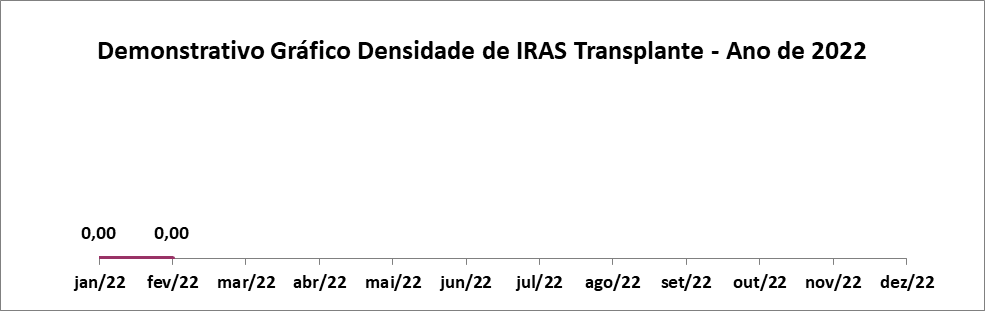 Demonstrativo Gráfico Densidade de IRAS Transplante - Ano de 2022
0,00 0,00
jan/22 fev/22 mar/22 abr/22 mai/22 jun/22 jul/22 ago/22 set/22 out/22 nov/22 dez/22